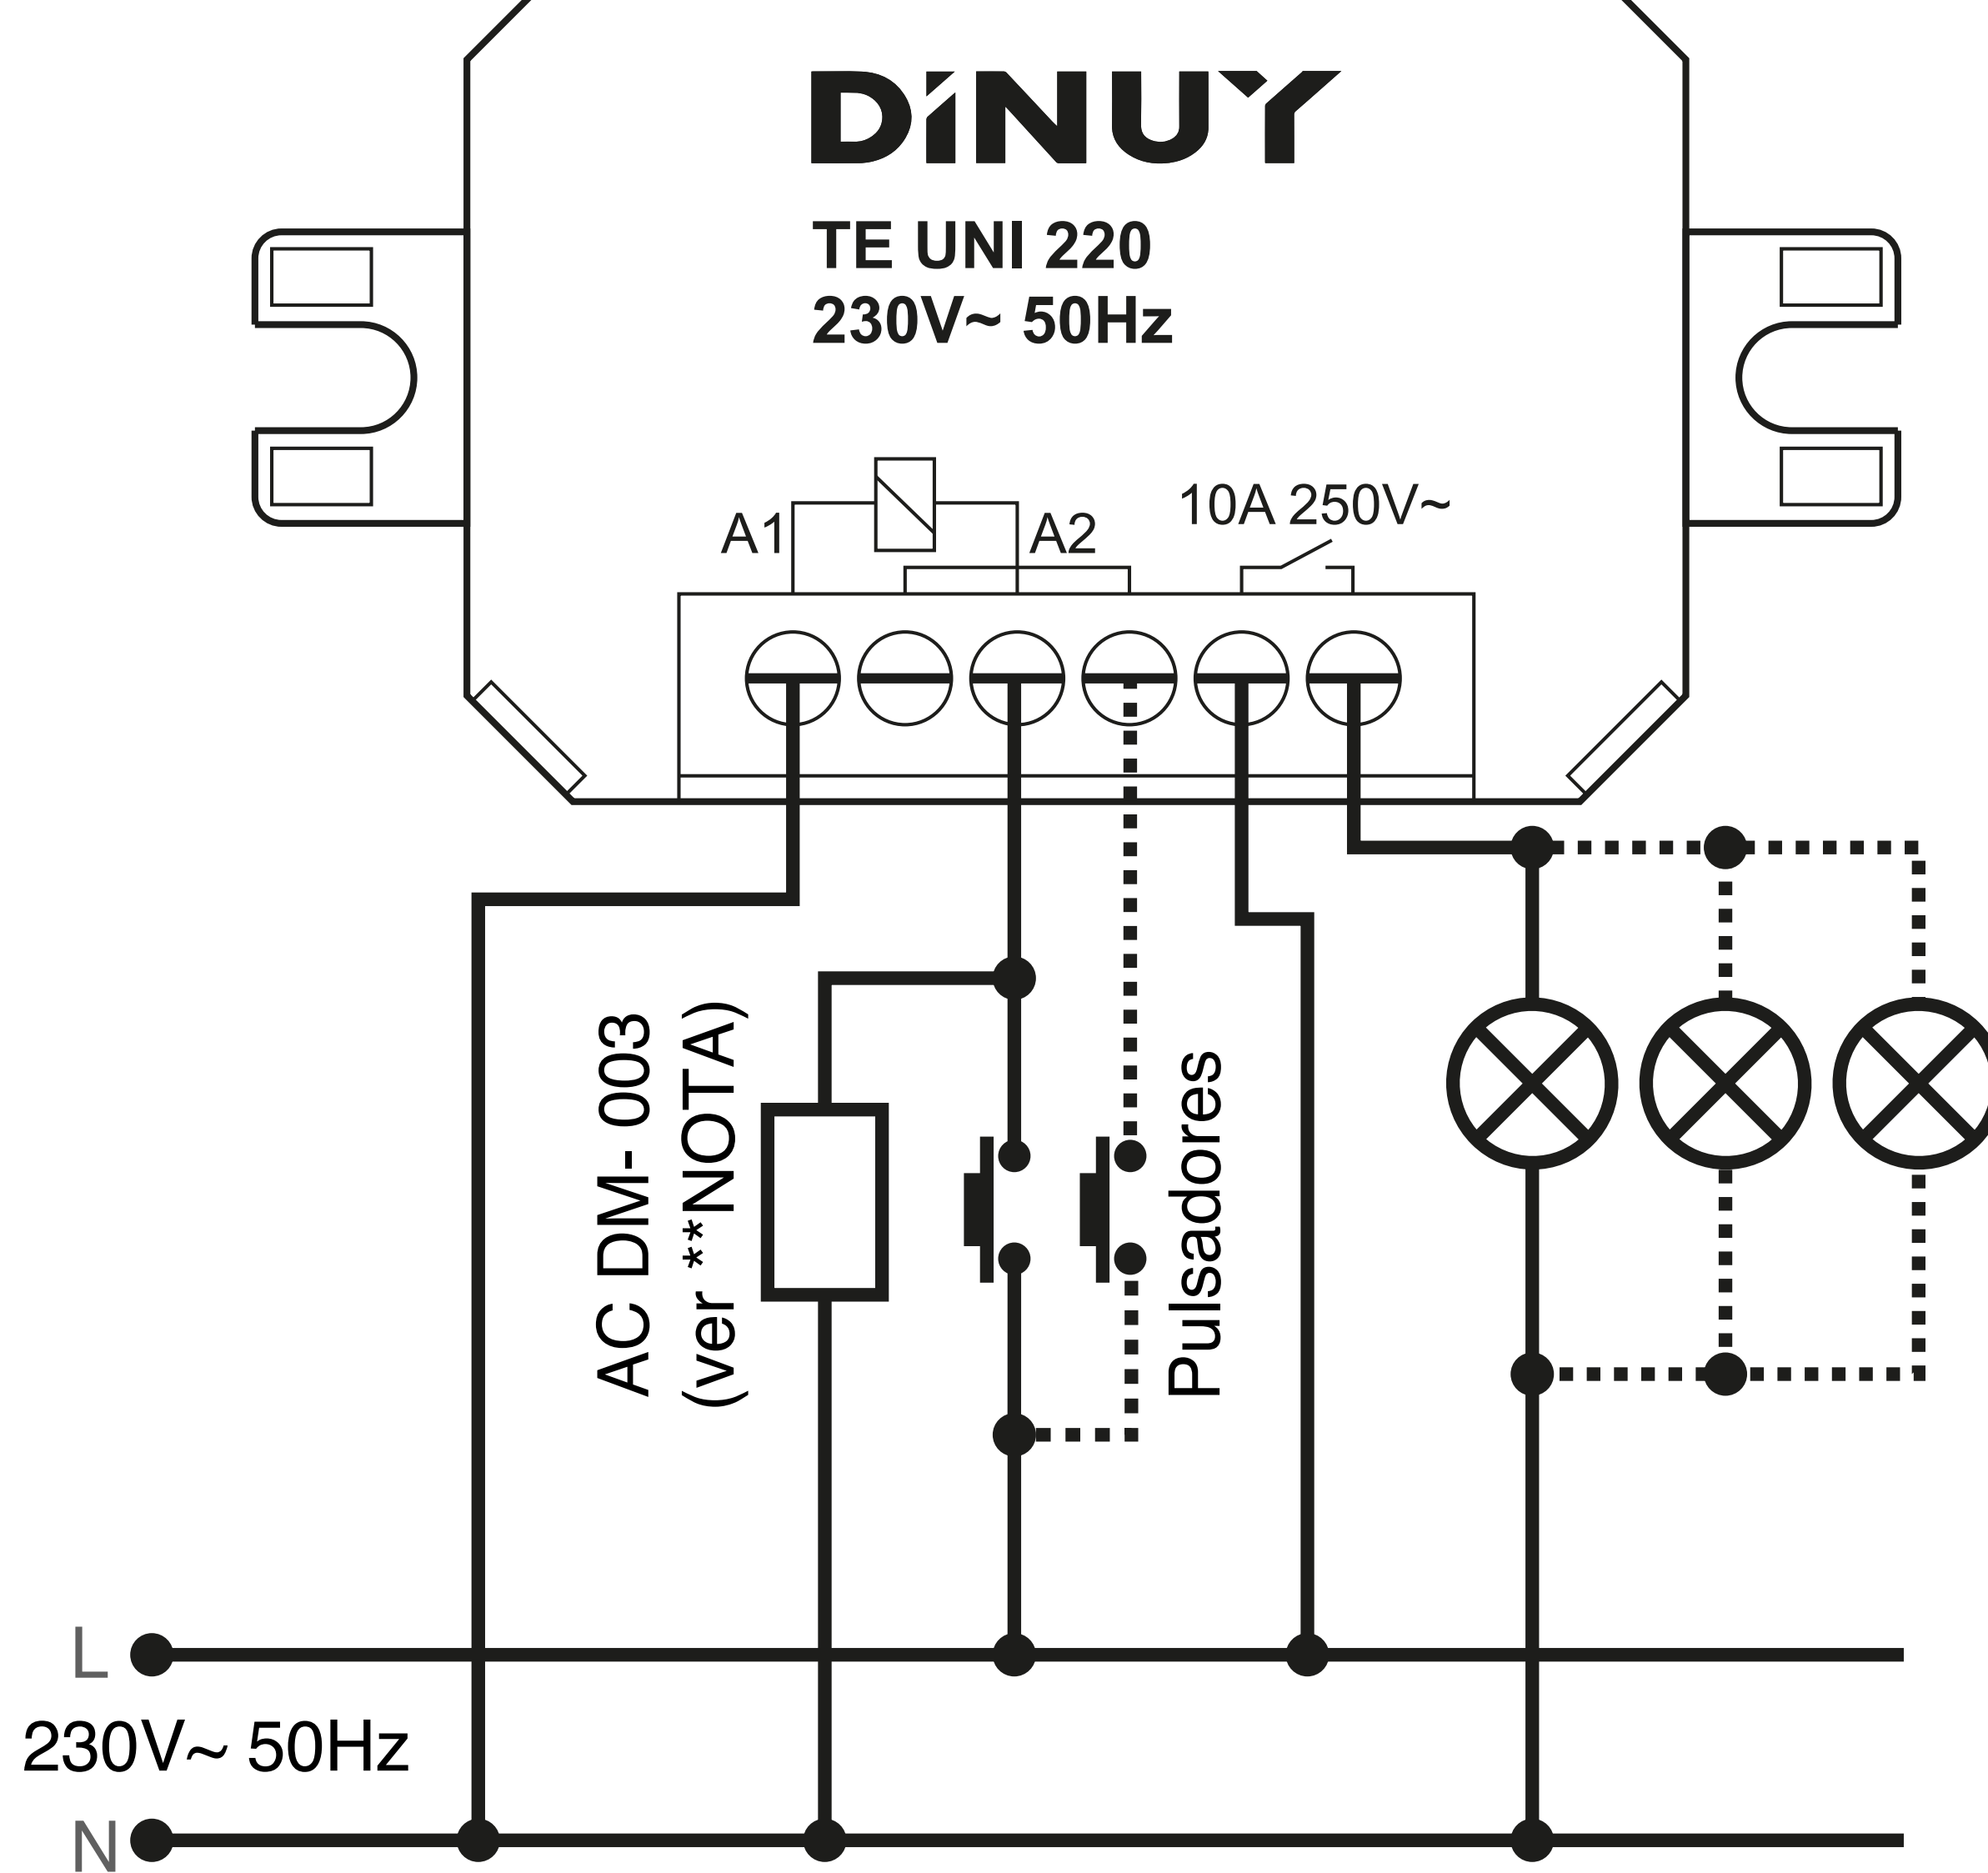 DiNUY
TE UNI 220
230V~ 50Hz
A1
A2
10A 250V~
AC DM- 003
(ver **NOTA)
Pulsadores
L
230V~ 50Hz
N